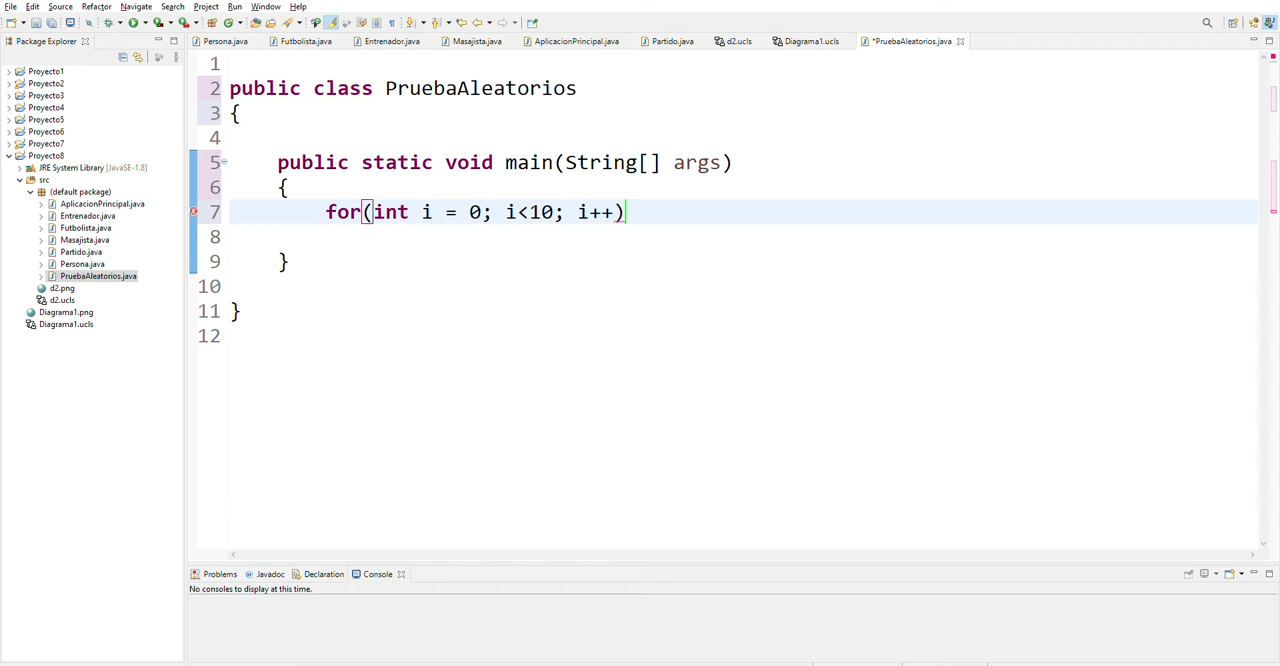 File Edit Source Refactor Navigate Search Project Run Window Help
Package Explorer
Persona.java Futbolista.java Entrenador.java Masajista.java AplicacionPrincipal.java Partido.java d2.ucls Diagrama1.ucls *PruebaAleatorios.java
Proyecto1
Proyecto2
Proyecto3
Proyecto4
Proyecto5
Proyecto6
Proyecto7
Proyecto8
JRE System Library [JavaSE-1.8]
src
(default package)
AplicacionPrincipal.java
Entrenador.java
Futbolista.java
Masajista.java
Partido.java
Persona.java
PruebaAleatorios.java
d2.png
d2.ucls
Diagrama1.png
Diagrama1.ucls
1
2 public class PruebaAleatorios
3 {
4
5 public static void main(String[] args)
6 {
7 for(int i = 0; i<10; i++)
8
9 }
10
11 }
12
Problems Javadoc Declaration Console
No consoles to display at this time.